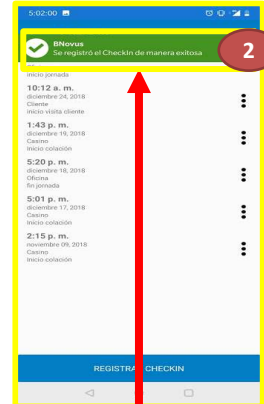 5:02:00
BNovus
Se registró el CheckIn de manera exitosa
2
inicio jornada
10:12 a. m.
diciembre 24, 2018
Cliente
inicio visita cliente
1:43 p. m.
diciembre 19, 2018
Casino
inicio colación
5:20 p. m.
diciembre 18, 2018
Oficina
fin jornada
5:01 p. m.
diciembre 17, 2018
Casino
inicio colación
2:15 p. m.
noviembre 09, 2018
Casino
inicio colación
REGISTRAR CHECKIN